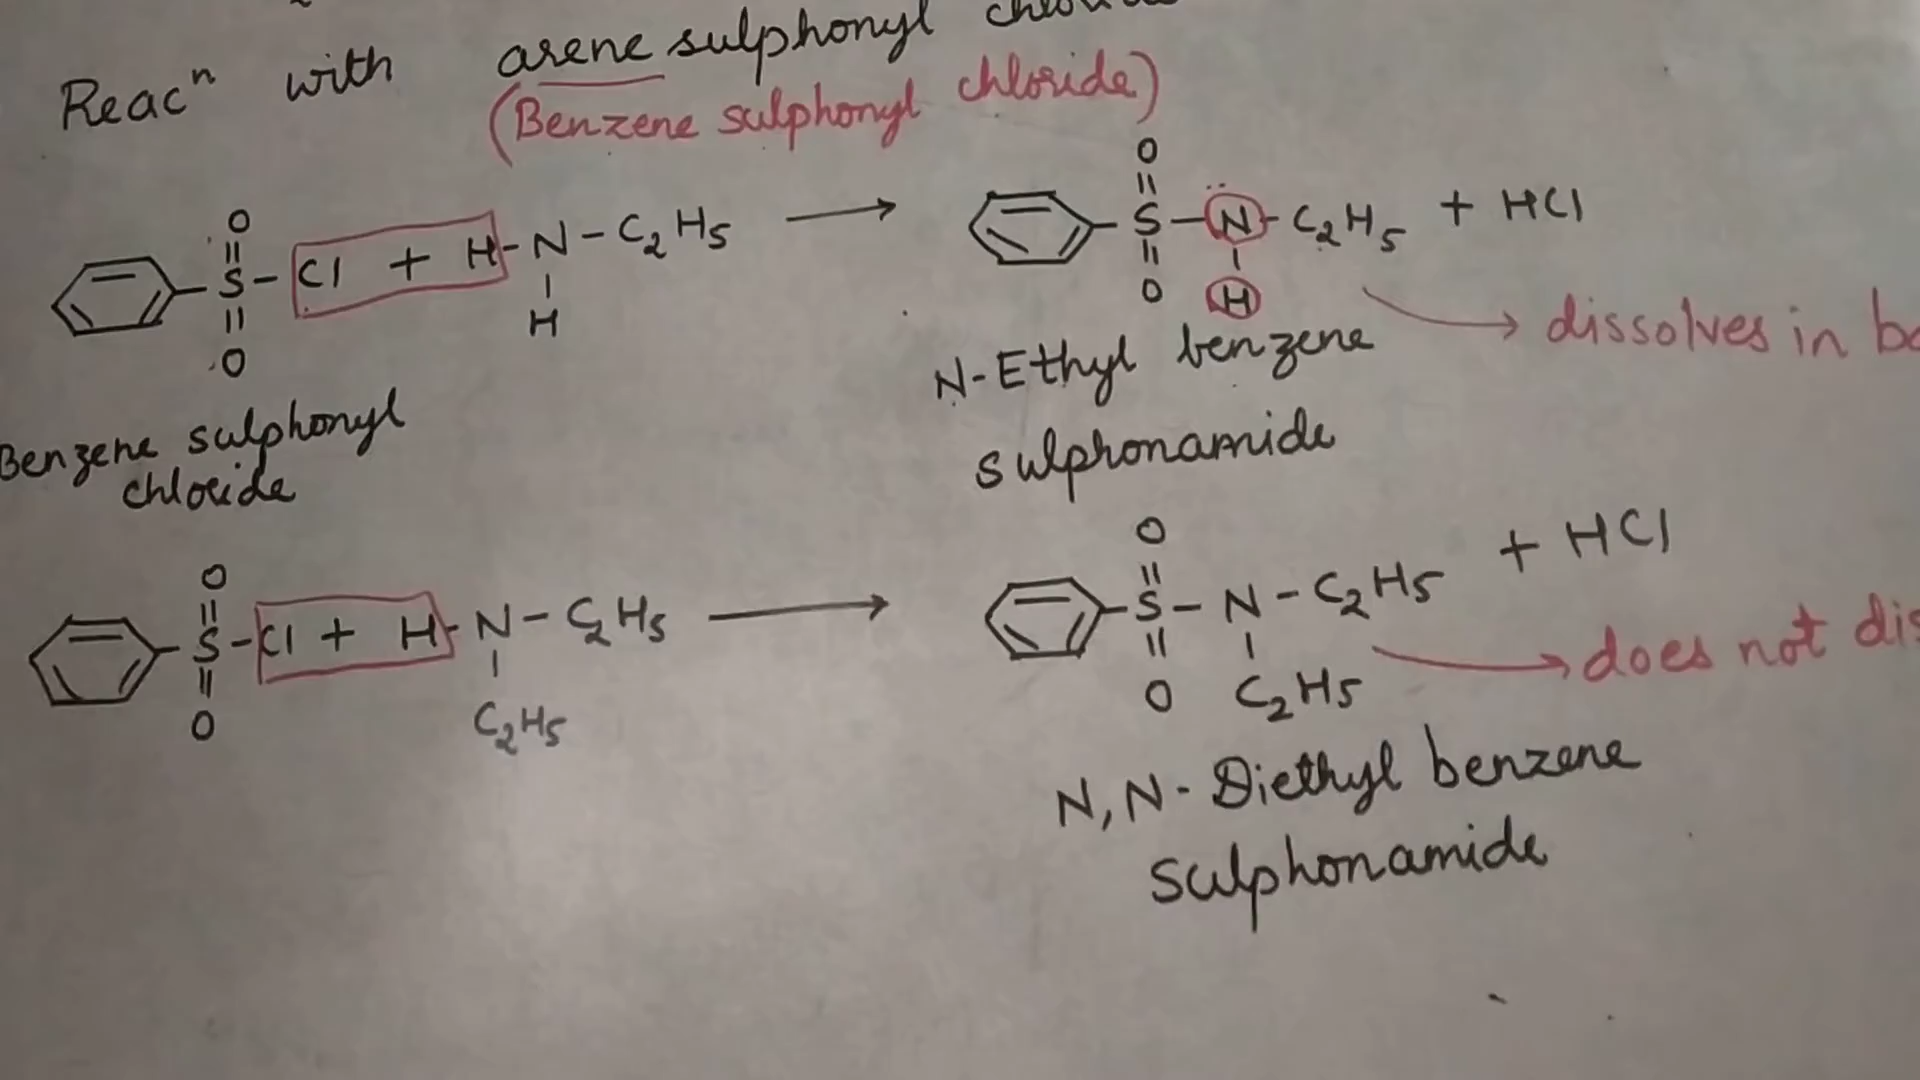 Reacⁿ with arene sulphonyl
(Benzene sulphonyl chloride)
O
||
S - Cl + H - N - C₂H₅ →
||
O
|
H
Benzene sulphonyl
chloride
O
||
S - N - C₂H₅ + HCl
||
O
|
H
→ dissolves in
N-Ethyl benzene
sulphonamide
O
||
S - Cl + H - N - C₂H₅ →
||
O
|
C₂H₅
O
||
S - N - C₂H₅ + HCl
||
O
|
C₂H₅
→ does not
N,N-Diethyl benzene
sulphonamide